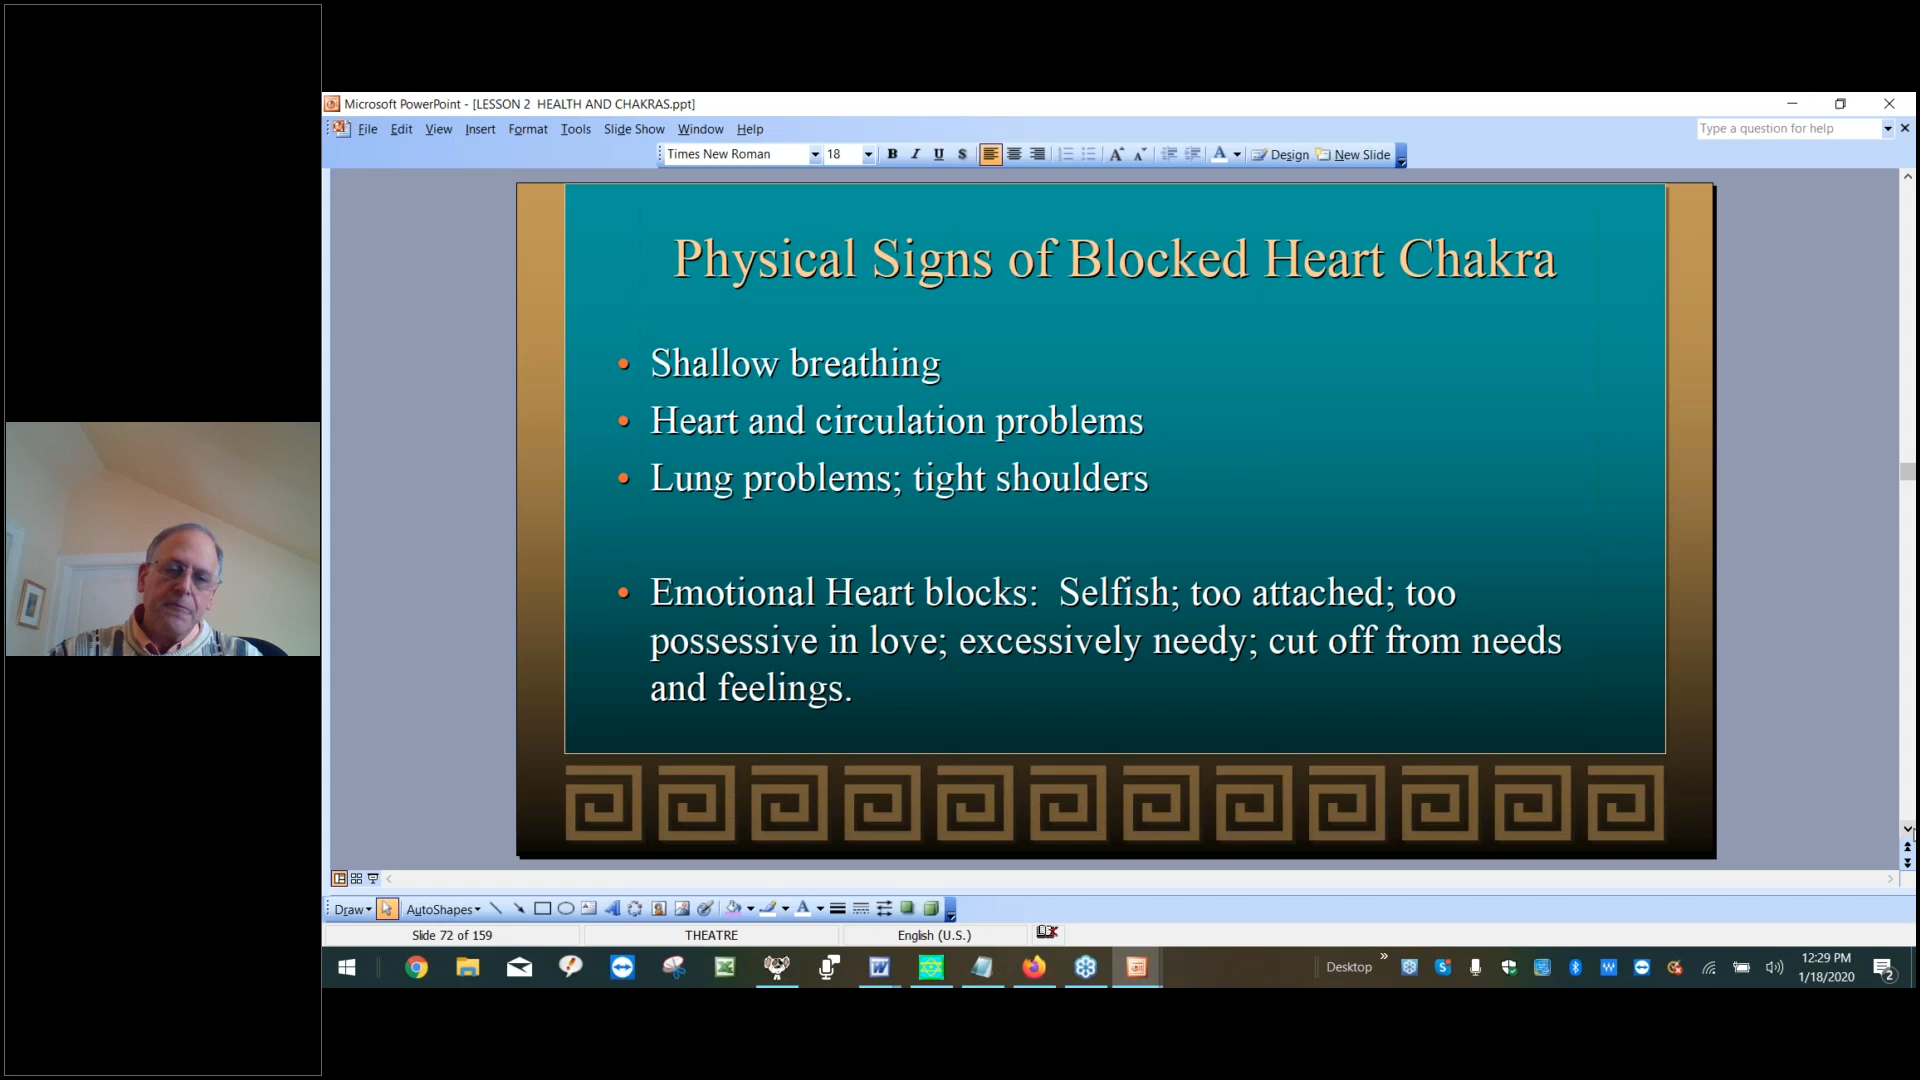 Microsoft PowerPoint - [LESSON 2  HEALTH AND CHAKRAS.ppt]
File Edit View Insert Format Tools Slide Show Window Help
Type a question for help
Times New Roman 18 B I U S A A A Design New Slide
Physical Signs of Blocked Heart Chakra
• Shallow breathing
• Heart and circulation problems
• Lung problems; tight shoulders
• Emotional Heart blocks:  Selfish; too attached; too
possessive in love; excessively needy; cut off from needs
and feelings.
Draw AutoShapes A
Slide 72 of 159 THEATRE English (U.S.)
Desktop » 12:29 PM
1/18/2020 2